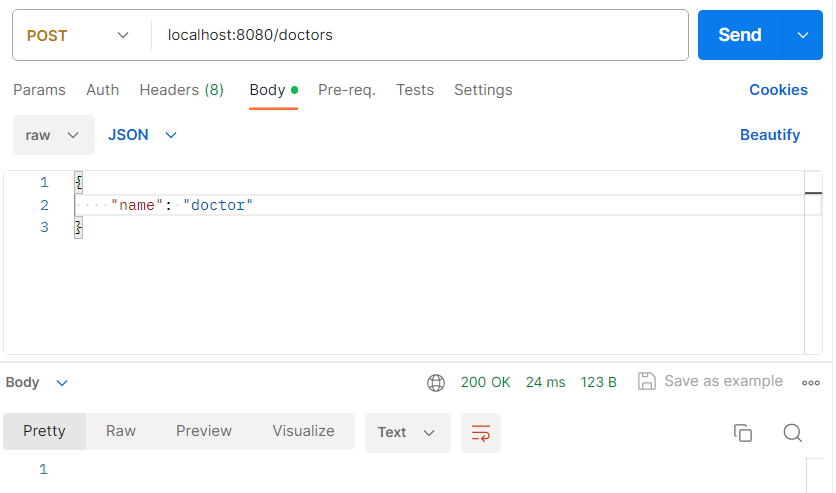 POST localhost:8080/doctors Send
Params Auth Headers (8) Body Pre-req. Tests Settings Cookies
raw JSON Beautify
1 {
2 "name": "doctor"
3 }
Body 200 OK 24 ms 123 B Save as example
Pretty Raw Preview Visualize Text
1